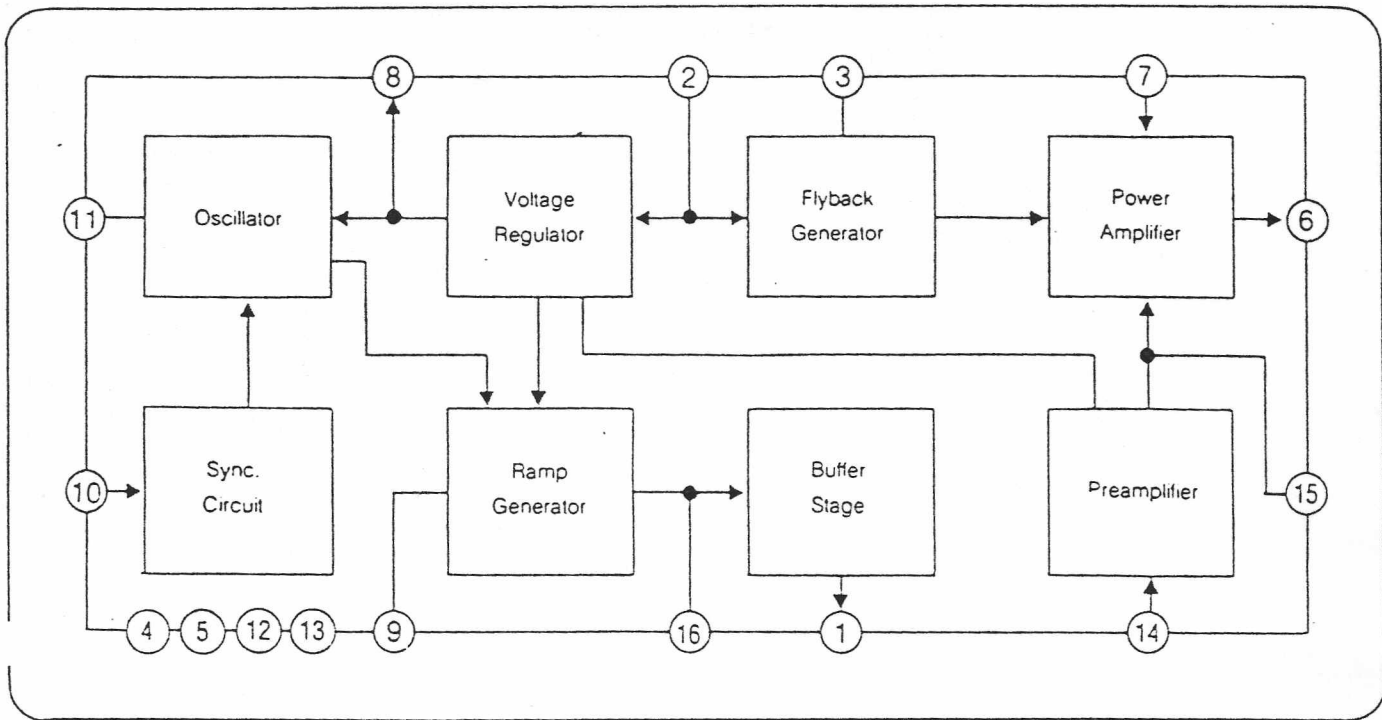 8 2 3 7
11 Oscillator
Voltage
Regulator
Flyback
Generator
Power
Amplifier
6
10
Sync.
Circuit
Ramp
Generator
Buffer
Stage
Preamplifier
15
4 5 12 13 9 16 1 14